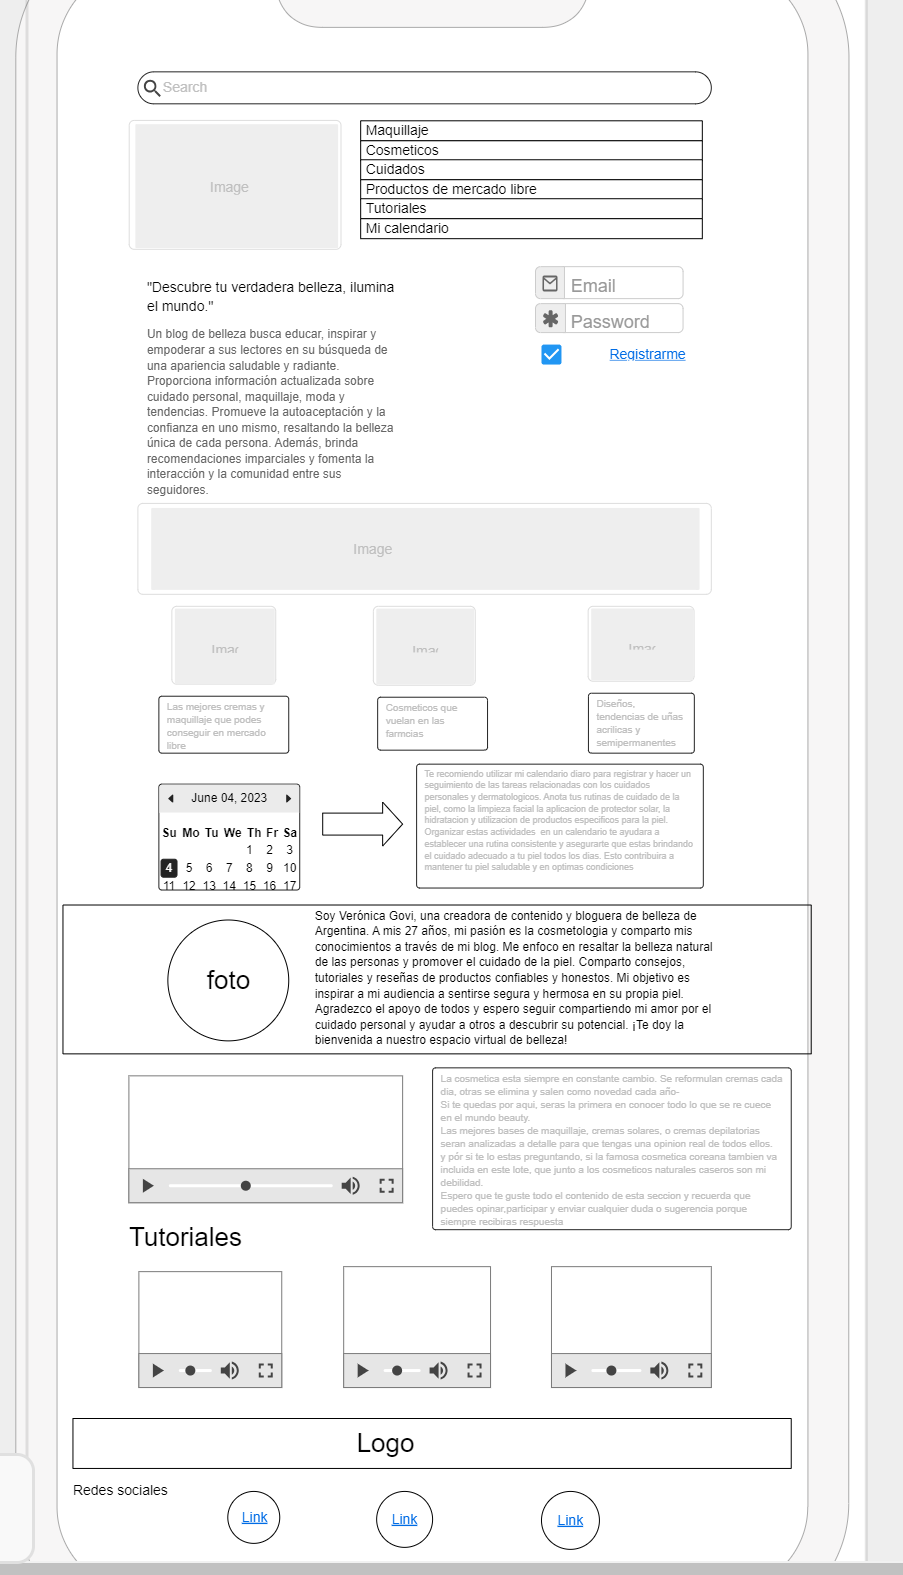 Search
Image
Maquillaje
Cosmeticos
Cuidados
Productos de mercado libre
Tutoriales
Mi calendario
"Descubre tu verdadera belleza, ilumina
el mundo."
Email
Password
Registrarme
Un blog de belleza busca educar, inspirar y
empoderar a sus lectores en su búsqueda de
una apariencia saludable y radiante.
Proporciona información actualizada sobre
cuidado personal, maquillaje, moda y
tendencias. Promueve la autoaceptación y la
confianza en uno mismo, resaltando la belleza
única de cada persona. Además, brinda
recomendaciones imparciales y fomenta la
interacción y la comunidad entre sus
seguidores.
Image
Imag
Imag
Imag
Las mejores cremas y
maquillaje que podes
conseguir en mercado
libre
Cosmeticos que
vuelan en las
farmcias
Diseños,
tendencias de uñas
acrilicas y
semipermanentes
June 04, 2023
Su Mo Tu We Th Fr Sa
1 2 3
4 5 6 7 8 9 10
11 12 13 14 15 16 17
Te recomiendo utilizar mi calendario diaro para registrar y hacer un
seguimiento de las tareas relacionadas con los cuidados
personales y dermatologicos. Anota tus rutinas de cuidado de la
piel, como la limpieza facial la aplicacion de protector solar, la
hidratacion y utilizacion de productos especificos para la piel.
Organizar estas actividades en un calendario te ayudara a
establecer una rutina consistente y asegurarte que estas brindando
el cuidado adecuado a tu piel todos los dias. Esto contribuira a
mantener tu piel saludable y en optimas condiciones
foto
Soy Verónica Govi, una creadora de contenido y bloguera de belleza de
Argentina. A mis 27 años, mi pasión es la cosmetologia y comparto mis
conocimientos a través de mi blog. Me enfoco en resaltar la belleza natural
de las personas y promover el cuidado de la piel. Comparto consejos,
tutoriales y reseñas de productos confiables y honestos. Mi objetivo es
inspirar a mi audiencia a sentirse segura y hermosa en su propia piel.
Agradezco el apoyo de todos y espero seguir compartiendo mi amor por el
cuidado personal y ayudar a otros a descubrir su potencial. ¡Te doy la
bienvenida a nuestro espacio virtual de belleza!
La cosmetica esta siempre en constante cambio. Se reformulan cremas cada
dia, otras se elimina y salen como novedad cada año-
Si te quedas por aqui, seras la primera en conocer todo lo que se re cuece
en el mundo beauty.
Las mejores bases de maquillaje, cremas solares, o cremas depilatorias
seran analizadas a detalle para que tengas una opinion real de todos ellos.
y pór si te lo estas preguntando, si la famosa cosmetica coreana tambien va
incluida en este lote, que junto a los cosmeticos naturales caseros son mi
debilidad.
Espero que te guste todo el contenido de esta seccion y recuerda que
puedes opinar,participar y enviar cualquier duda o sugerencia porque
siempre recibiras respuesta
Tutoriales
Logo
Redes sociales
Link
Link
Link